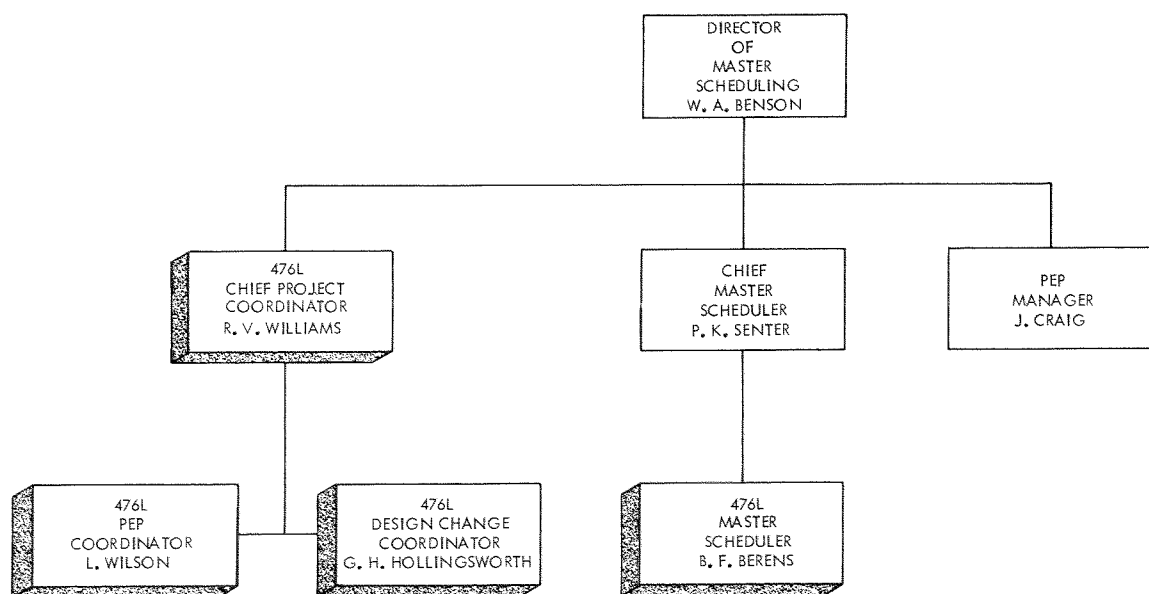 DIRECTOR
OF
MASTER
SCHEDULING
W. A. BENSON
476L
CHIEF PROJECT
COORDINATOR
R. V. WILLIAMS
CHIEF
MASTER
SCHEDULER
P. K. SENTER
PEP
MANAGER
J. CRAIG
476L
PEP
COORDINATOR
L. WILSON
476L
DESIGN CHANGE
COORDINATOR
G. H. HOLLINGSWORTH
476L
MASTER
SCHEDULER
B. F. BERENS